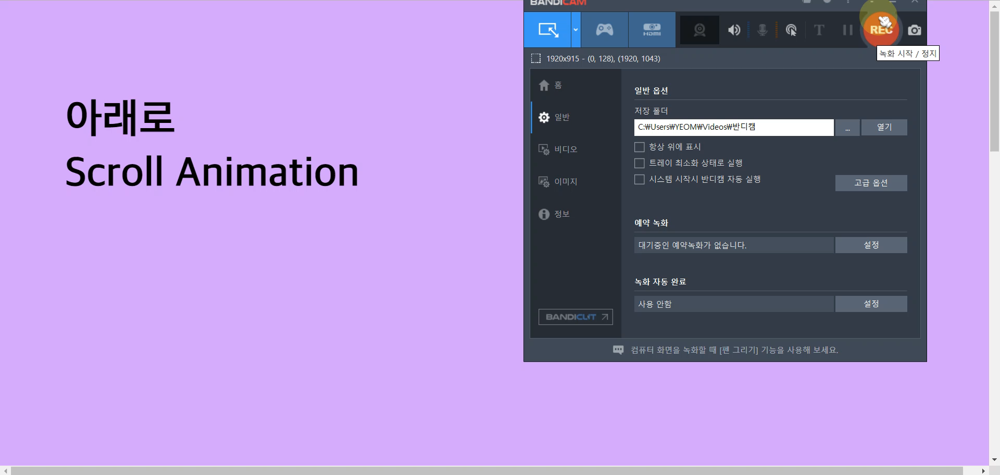 BANDICAM
HDMI
T
REC
녹화 시작 / 정지
1920x915 - (0, 128), (1920, 1043)
아래로
Scroll Animation
홈
일반
비디오
이미지
정보
BANDICUT
일반 옵션
저장 폴더
C:₩Users₩YEOM₩Videos₩반디캠
...
열기
항상 위에 표시
트레이 최소화 상태로 실행
시스템 시작시 반디캠 자동 실행
고급 옵션
예약 녹화
대기중인 예약녹화가 없습니다.
설정
녹화 자동 완료
사용 안함
설정
컴퓨터 화면을 녹화할 때 [펜 그리기] 기능을 사용해 보세요.